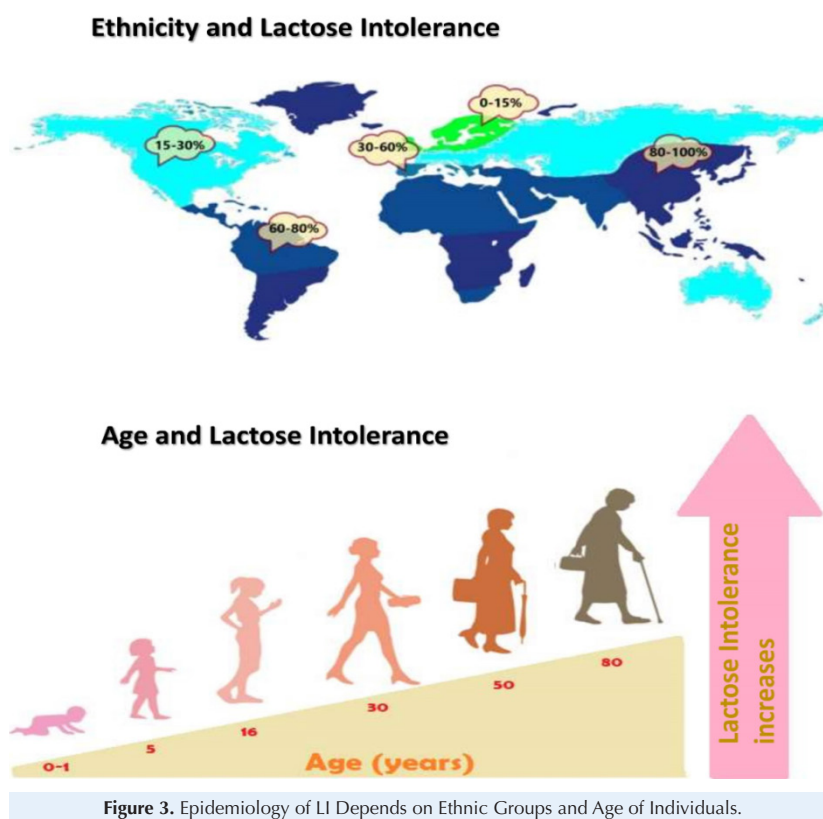 Ethnicity and Lactose Intolerance
0-15%
15-30%
30-60%
80-100%
60-80%
Age and Lactose Intolerance
Lactose Intolerance
increases
0-1
5
16
30
50
80
Age (years)
Figure 3. Epidemiology of LI Depends on Ethnic Groups and Age of Individuals.